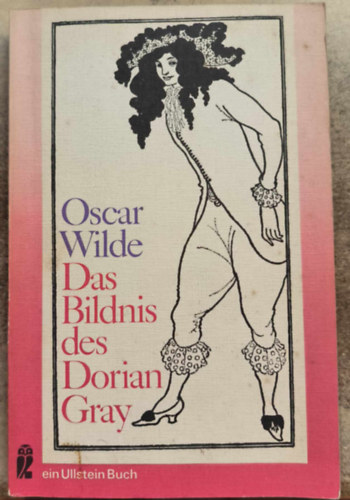 Oscar
Wilde
Das
Bildnis
des
Dorian
Gray
ein Ullstein Buch